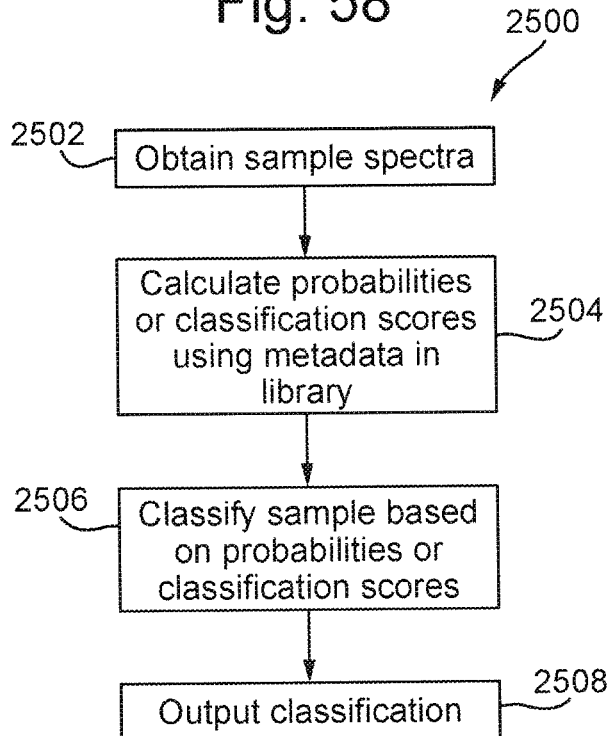 Fig. 58
2500
2502
Obtain sample spectra
Calculate probabilities
or classification scores
using metadata in
library
2504
2506
Classify sample based
on probabilities or
classification scores
2508
Output classification